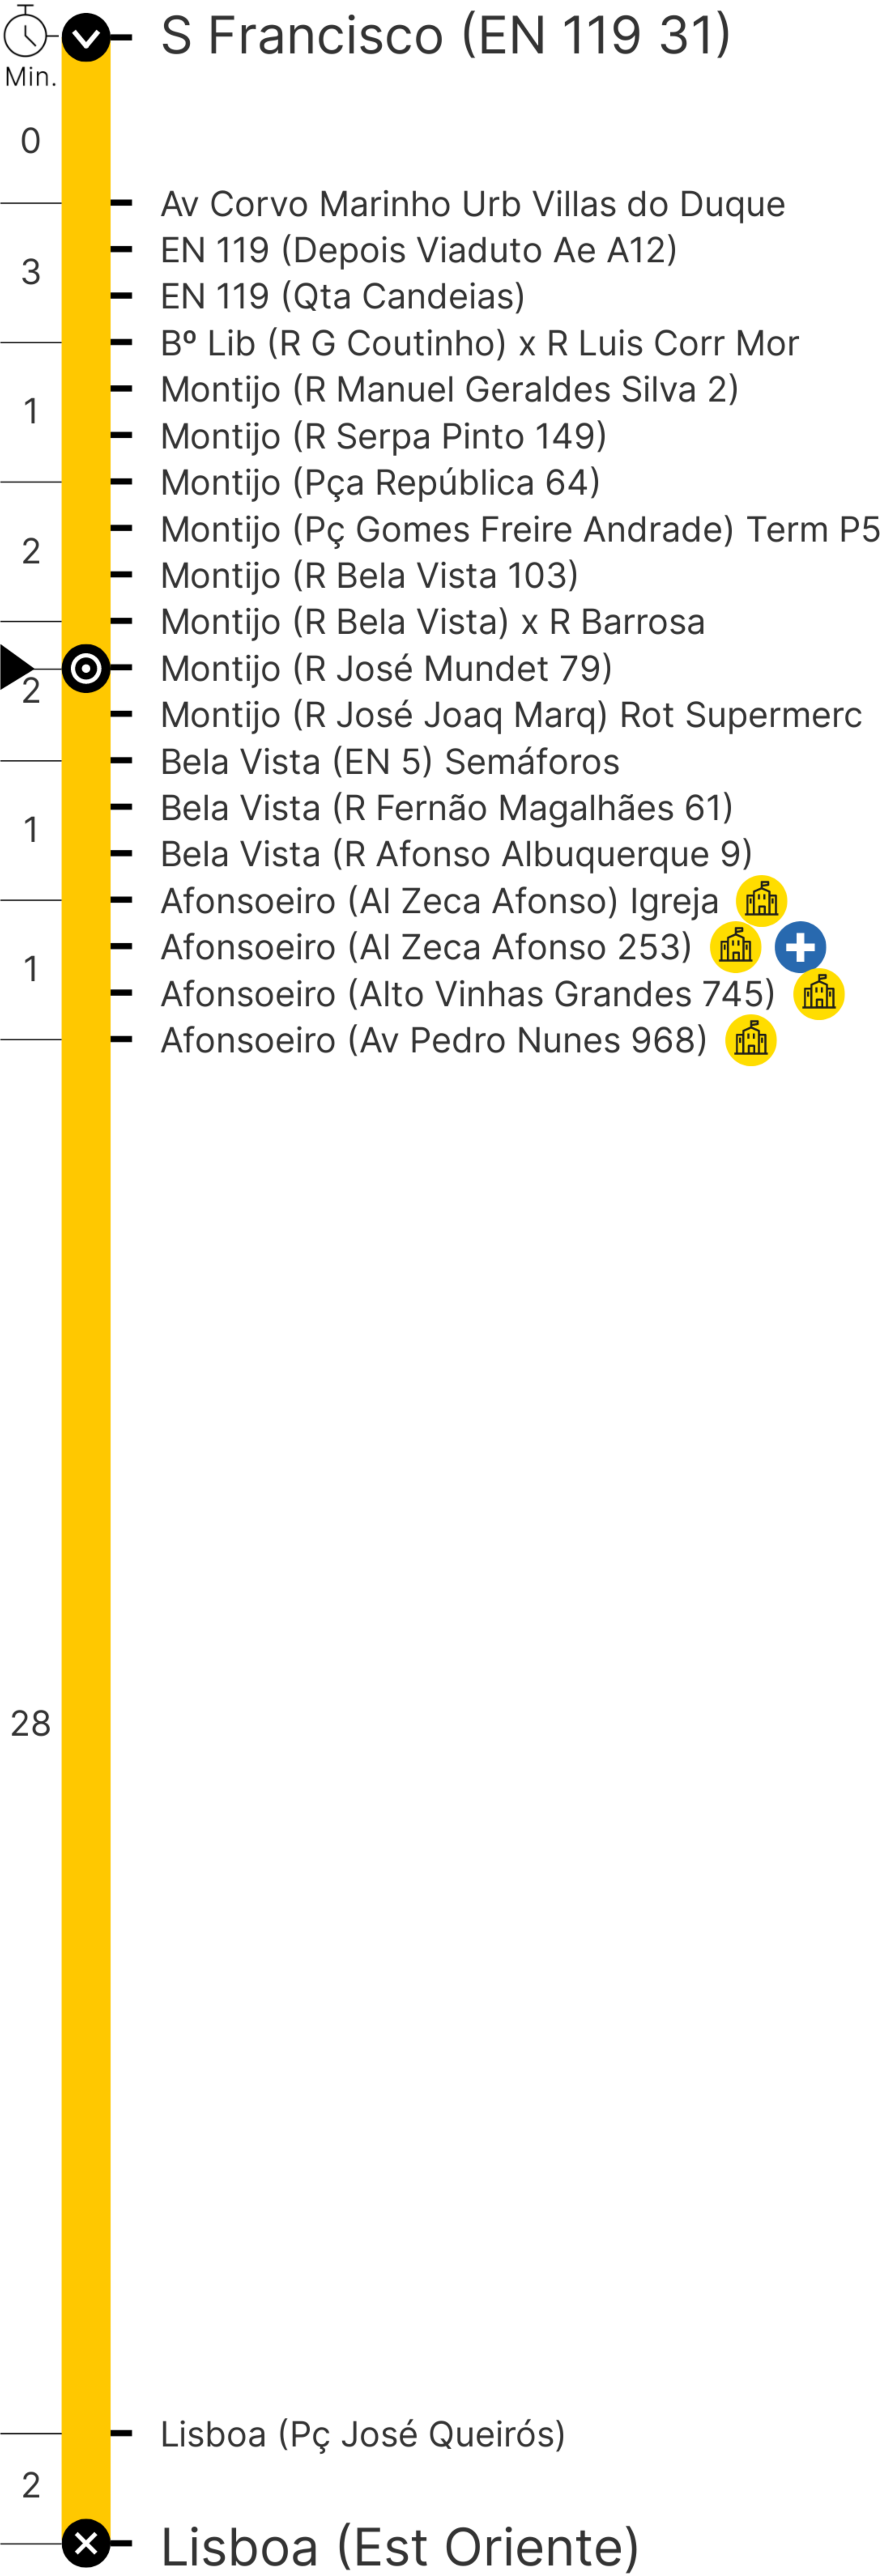 S Francisco (EN 119 31)
Min.
0
Av Corvo Marinho Urb Villas do Duque
EN 119 (Depois Viaduto Ae A12)
3
EN 119 (Qta Candeias)
Bº Lib (R G Coutinho) x R Luis Corr Mor
Montijo (R Manuel Geraldes Silva 2)
1
Montijo (R Serpa Pinto 149)
Montijo (Pça República 64)
Montijo (Pç Gomes Freire Andrade) Term P5
2
Montijo (R Bela Vista 103)
Montijo (R Bela Vista) x R Barrosa
Montijo (R José Mundet 79)
2
Montijo (R José Joaq Marq) Rot Supermerc
Bela Vista (EN 5) Semáforos
Bela Vista (R Fernão Magalhães 61)
1
Bela Vista (R Afonso Albuquerque 9)
Afonsoeiro (Al Zeca Afonso) Igreja
Afonsoeiro (Al Zeca Afonso 253)
1
Afonsoeiro (Alto Vinhas Grandes 745)
Afonsoeiro (Av Pedro Nunes 968)
28
Lisboa (Pç José Queirós)
2
Lisboa (Est Oriente)